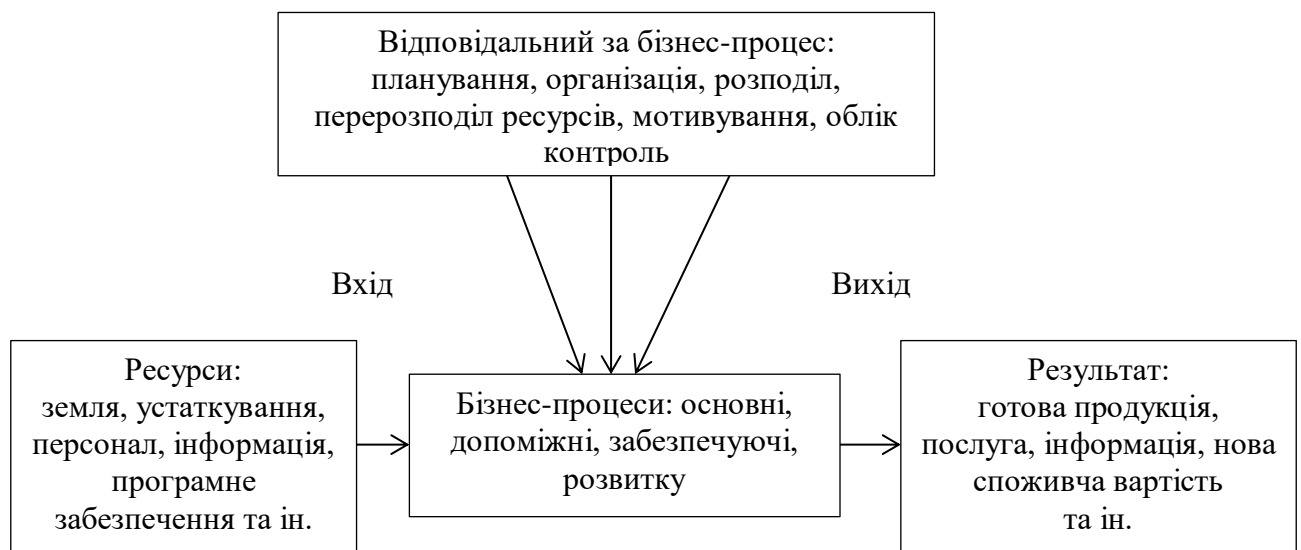 Відповідальний за бізнес-процес:
планування, організація, розподіл,
перерозподіл ресурсів, мотивування, облік
контроль
Вхід
Вихід
Ресурси:
земля, устаткування,
персонал, інформація,
програмне
забезпечення та ін.
Бізнес-процеси: основні,
допоміжні, забезпечуючі,
розвитку
Результат:
готова продукція,
послуга, інформація, нова
споживча вартість
та ін.